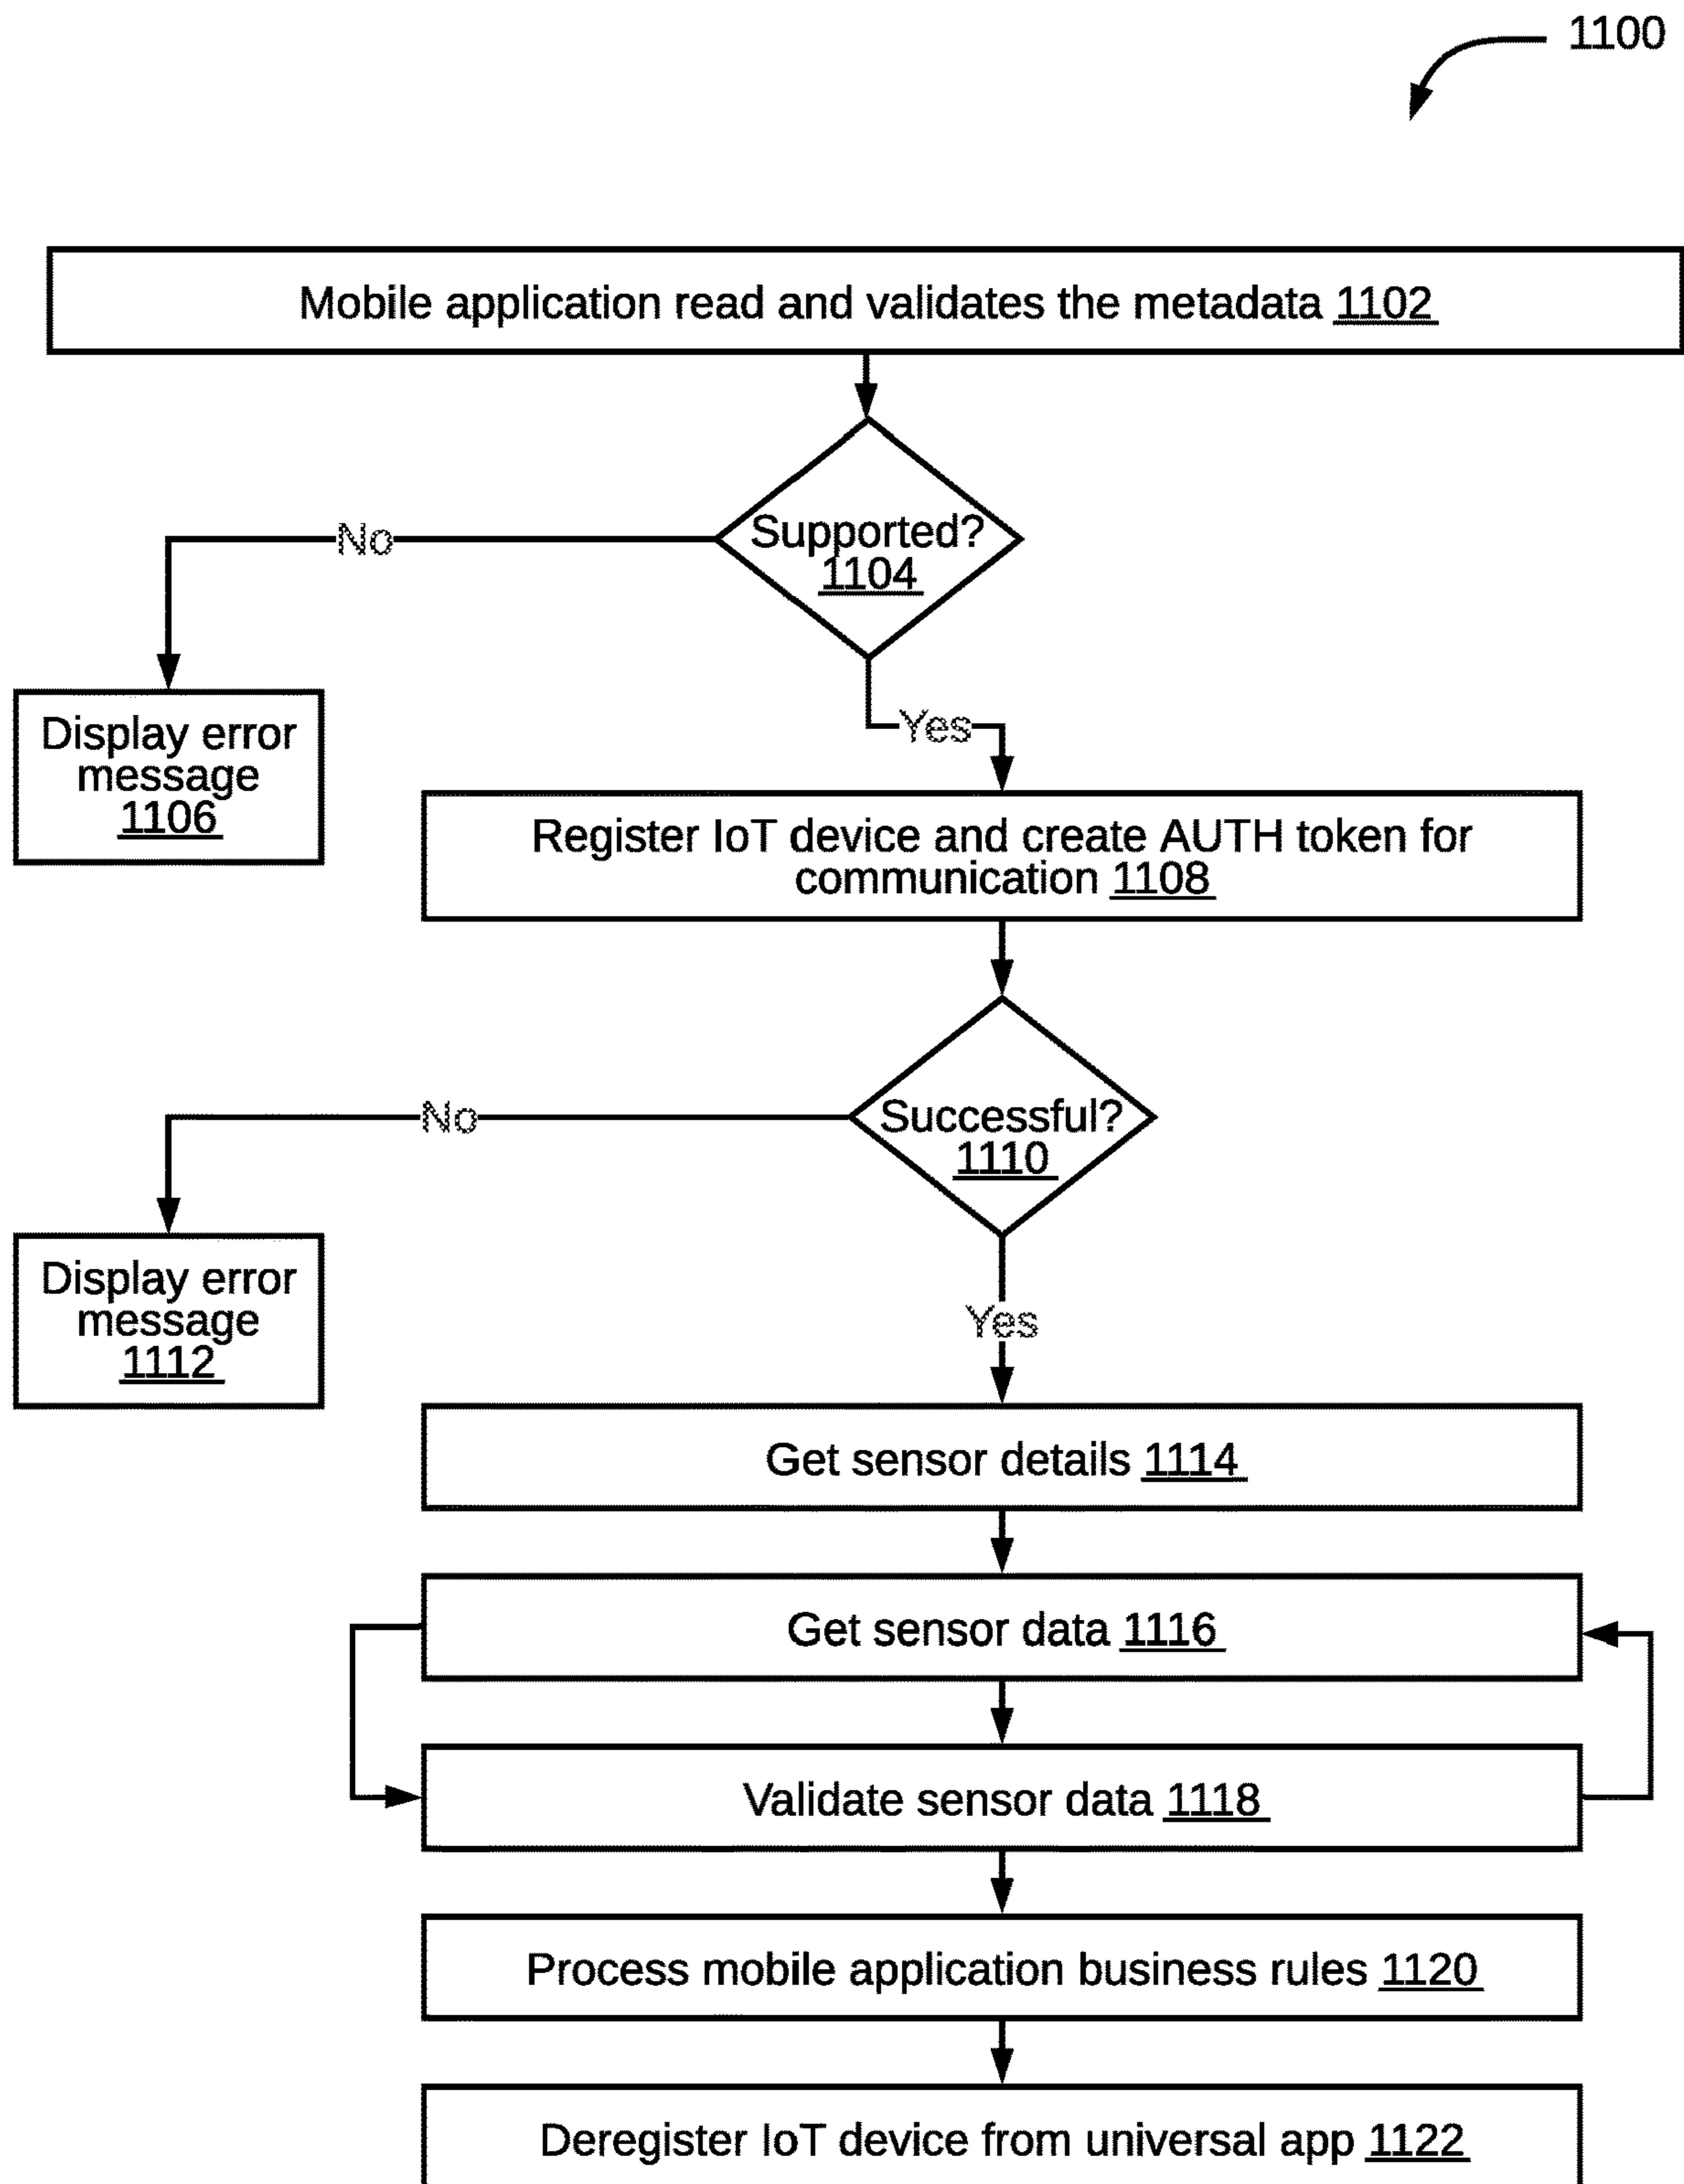 1100
Mobile application read and validates the metadata 1102
Supported?
1104
No
Yes
Display error
message
1106
Register IoT device and create AUTH token for
communication 1108
Successful?
1110
No
Yes
Display error
message
1112
Get sensor details 1114
Get sensor data 1116
Validate sensor data 1118
Process mobile application business rules 1120
Deregister IoT device from universal app 1122